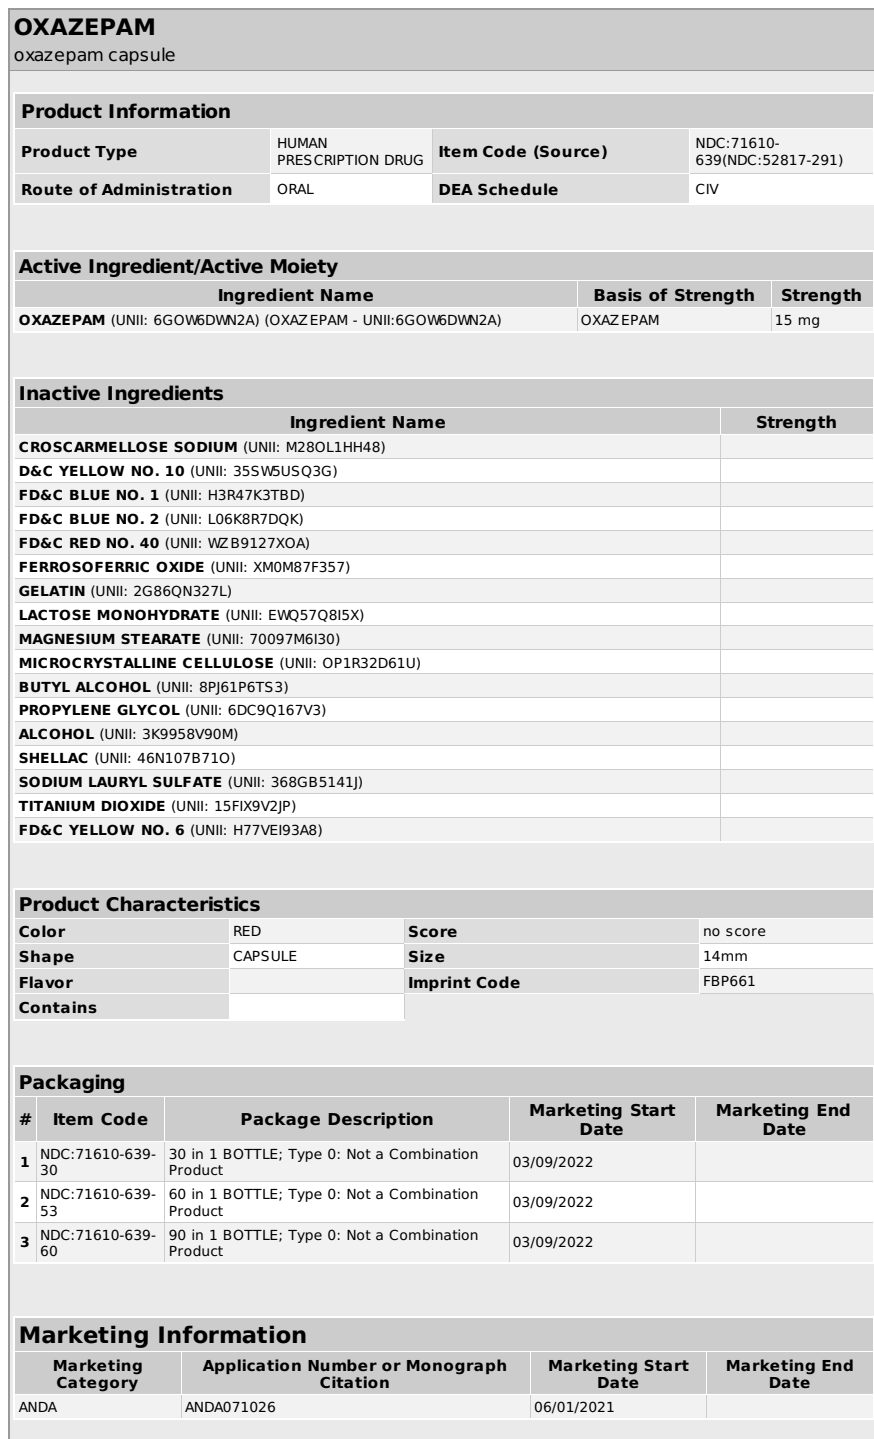 OXAZEPAM
oxazepam capsule
Product Information
Product Type HUMAN PRESCRIPTION DRUG Item Code (Source) NDC:71610-639(NDC:52817-291)
Route of Administration ORAL DEA Schedule CIV
Active Ingredient/Active Moiety
Ingredient Name Basis of Strength Strength
OXAZEPAM (UNII: 6GOW6DWN2A) (OXAZEPAM - UNII:6GOW6DWN2A) OXAZEPAM 15 mg
Inactive Ingredients
Ingredient Name Strength
CROSCARMELLOSE SODIUM (UNII: M28OL1HH48)
D&C YELLOW NO. 10 (UNII: 35SW5USQ3G)
FD&C BLUE NO. 1 (UNII: H3R47K3TBD)
FD&C BLUE NO. 2 (UNII: L06K8R7DQK)
FD&C RED NO. 40 (UNII: WZB9127XOA)
FERROSOFERRIC OXIDE (UNII: XM0M87F357)
GELATIN (UNII: 2G86QN327L)
LACTOSE MONOHYDRATE (UNII: EWQ57Q8I5X)
MAGNESIUM STEARATE (UNII: 70097M6I30)
MICROCRYSTALLINE CELLULOSE (UNII: OP1R32D61U)
BUTYL ALCOHOL (UNII: 8PJ61P6TS3)
PROPYLENE GLYCOL (UNII: 6DC9Q167V3)
ALCOHOL (UNII: 3K9958V90M)
SHELLAC (UNII: 46N107B71O)
SODIUM LAURYL SULFATE (UNII: 368GB5141J)
TITANIUM DIOXIDE (UNII: 15FIX9V2JP)
FD&C YELLOW NO. 6 (UNII: H77VEI93A8)
Product Characteristics
Color RED Score no score
Shape CAPSULE Size 14mm
Flavor Imprint Code FBP661
Contains
Packaging
# Item Code Package Description Marketing Start Date Marketing End Date
1 NDC:71610-639-30 30 in 1 BOTTLE; Type 0: Not a Combination Product 03/09/2022
2 NDC:71610-639-53 60 in 1 BOTTLE; Type 0: Not a Combination Product 03/09/2022
3 NDC:71610-639-60 90 in 1 BOTTLE; Type 0: Not a Combination Product 03/09/2022
Marketing Information
Marketing Category Application Number or Monograph Citation Marketing Start Date Marketing End Date
ANDA ANDA071026 06/01/2021